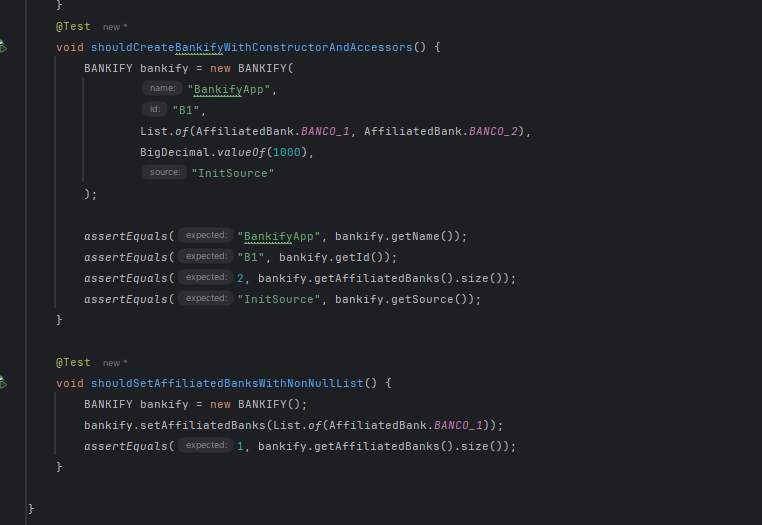 }
@Test new *
void shouldCreateBankifyWithConstructorAndAccessors() {
BANKIFY bankify = new BANKIFY(
name: "BankifyApp",
id: "B1",
List.of(AffiliatedBank.BANCO_1, AffiliatedBank.BANCO_2),
BigDecimal.valueOf(1000),
source: "InitSource"
);
assertEquals( expected: "BankifyApp", bankify.getName());
assertEquals( expected: "B1", bankify.getId());
assertEquals( expected: 2, bankify.getAffiliatedBanks().size());
assertEquals( expected: "InitSource", bankify.getSource());
}
@Test new *
void shouldSetAffiliatedBanksWithNonNullList() {
BANKIFY bankify = new BANKIFY();
bankify.setAffiliatedBanks(List.of(AffiliatedBank.BANCO_1));
assertEquals( expected: 1, bankify.getAffiliatedBanks().size());
}
}